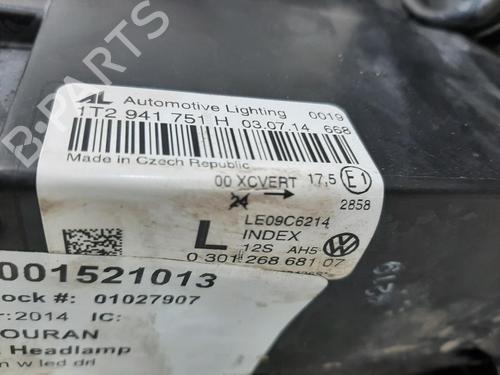 B-PARTS
AL Automotive Lighting 0019
1T2 941 751 H 03.07.14 668
Made in Czech Republic
00 XCVERT 17,5 E1
24 2858
L LE09C6214
INDEX
12S AH5
0 301 268 681 07
001521013
ock #: 01027907
r:2014 IC:
OURAN
Headlamp
n w led drl